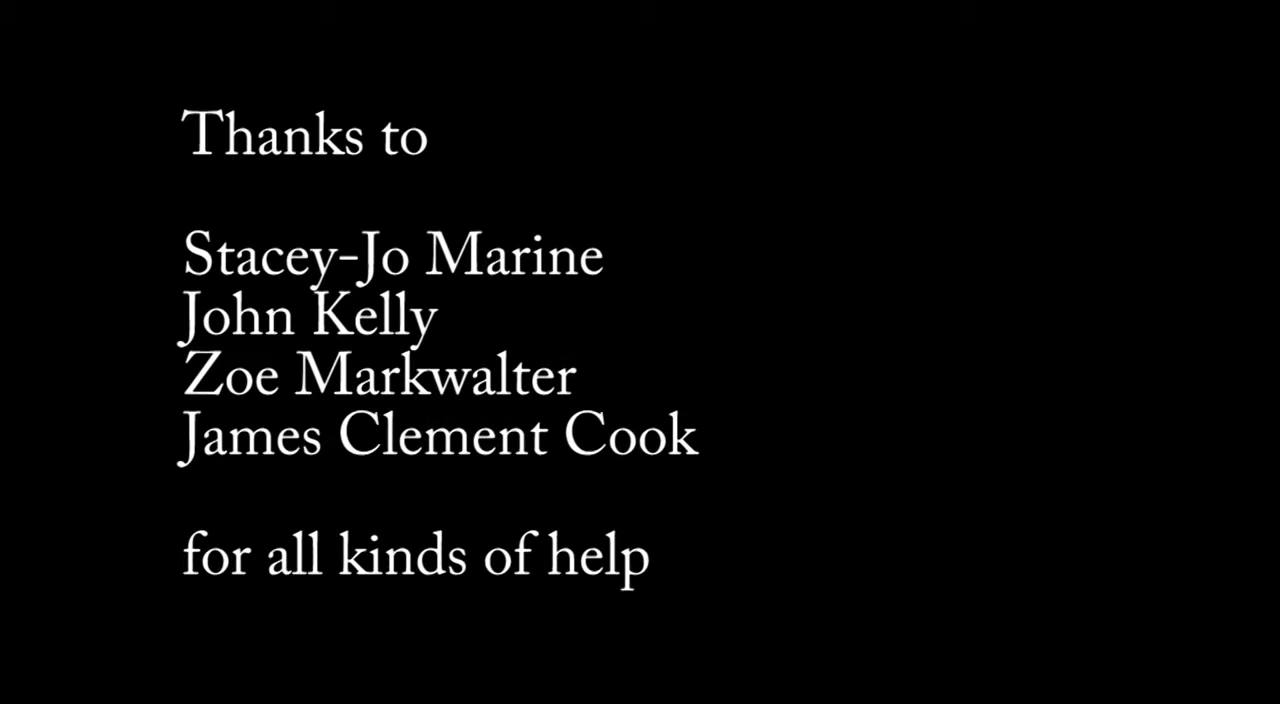 Thanks to
Stacey-Jo Marine
John Kelly
Zoe Markwalter
James Clement Cook
for all kinds of help